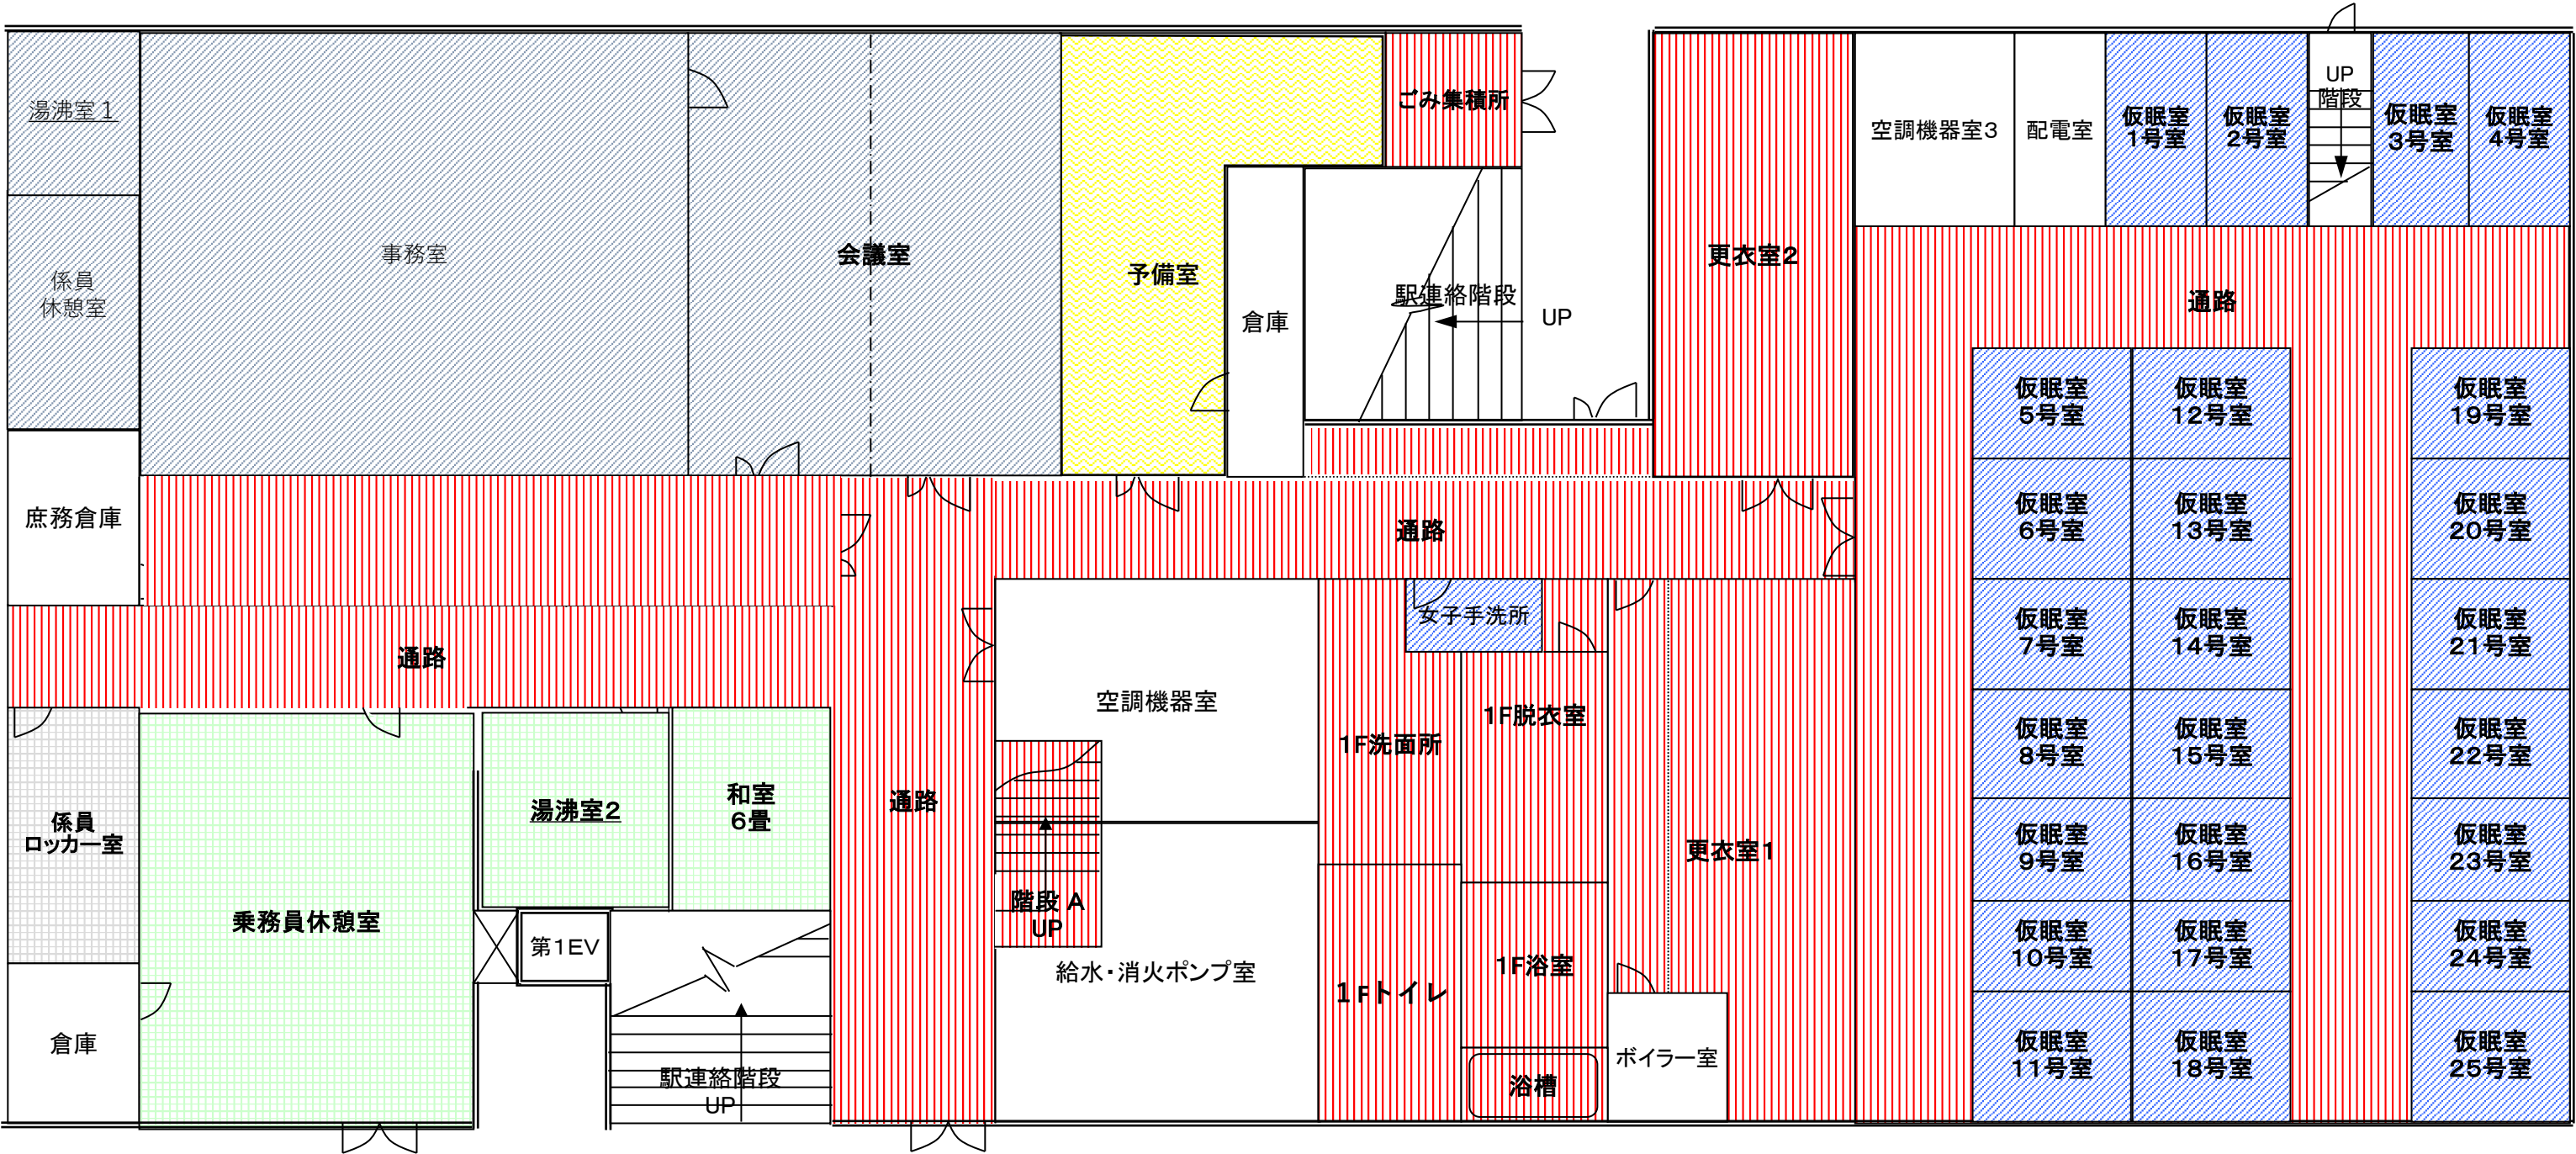 湯沸室１
係員
休憩室
事務室
会議室
予備室
ごみ集積所
倉庫
駅連絡階段
UP
更衣室2
空調機器室3
配電室
仮眠室
1号室
仮眠室
2号室
UP
階段
仮眠室
3号室
仮眠室
4号室
通路
庶務倉庫
通路
通路
係員
ロッカー室
倉庫
乗務員休憩室
湯沸室2
和室
6畳
第1EV
駅連絡階段
UP
通路
空調機器室
階段 A
UP
給水・消火ポンプ室
女子手洗所
1F洗面所
1F脱衣室
1Fトイレ
1F浴室
浴槽
更衣室1
ボイラー室
仮眠室
5号室
仮眠室
6号室
仮眠室
7号室
仮眠室
8号室
仮眠室
9号室
仮眠室
10号室
仮眠室
11号室
仮眠室
12号室
仮眠室
13号室
仮眠室
14号室
仮眠室
15号室
仮眠室
16号室
仮眠室
17号室
仮眠室
18号室
仮眠室
19号室
仮眠室
20号室
仮眠室
21号室
仮眠室
22号室
仮眠室
23号室
仮眠室
24号室
仮眠室
25号室